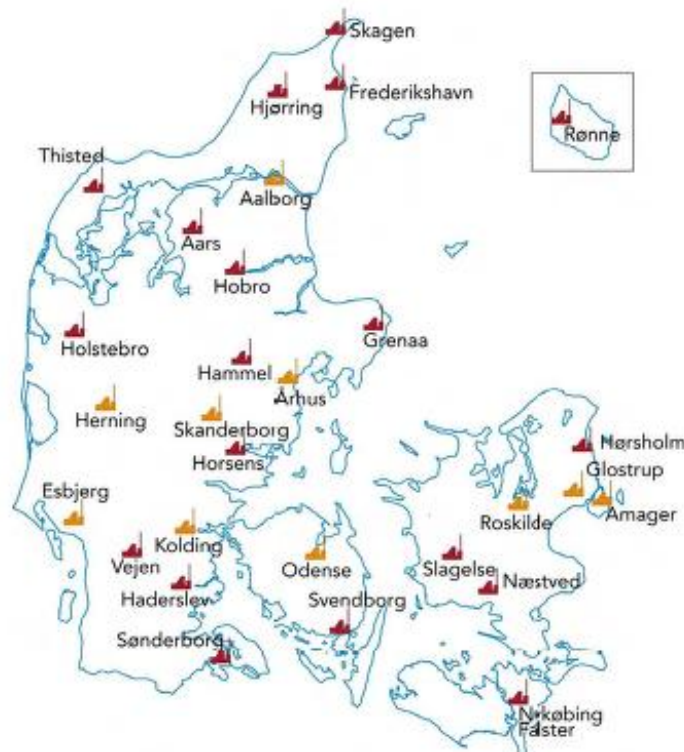 Skagen
Frederikshavn
Hjørring
Rønne
Thisted
Aalborg
Aars
Hobro
Grenaa
Holstebro
Hammel
Århus
Herning
Skanderborg
Horsens
Hørsholm
Glostrup
Esbjerg
Amager
Roskilde
Kolding
Vejen
Odense
Slagelse
Haderslev
Næstved
Svendborg
Sønderborg
Nykøbing
Falster